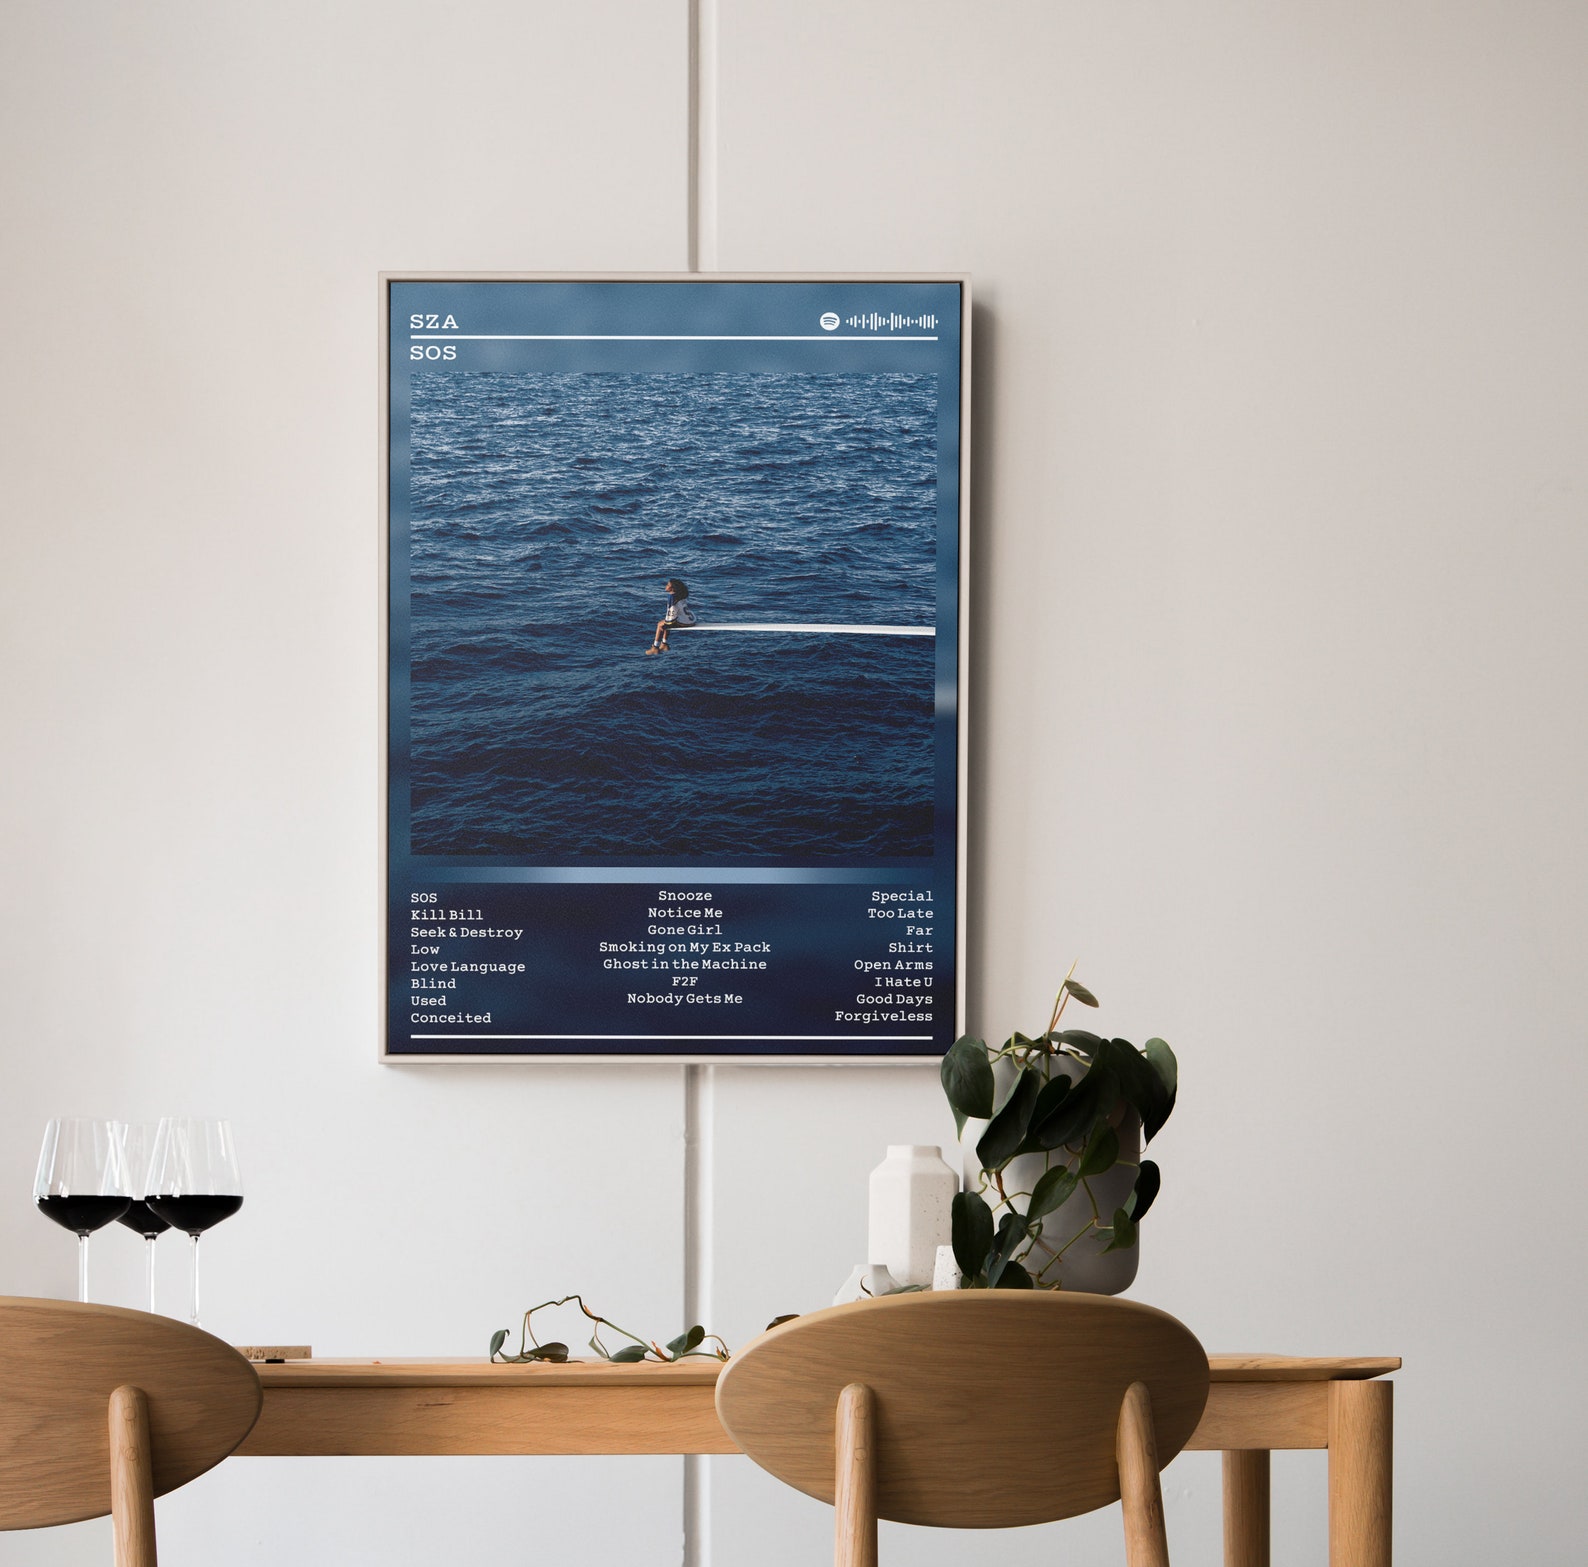 SZA
SOS
SOS
Kill Bill
Seek & Destroy
Low
Love Language
Blind
Used
Conceited
Snooze
Notice Me
Gone Girl
Smoking on My Ex Pack
Ghost in the Machine
F2F
Nobody Gets Me
Special
Too Late
Far
Shirt
Open Arms
I Hate U
Good Days
Forgiveless